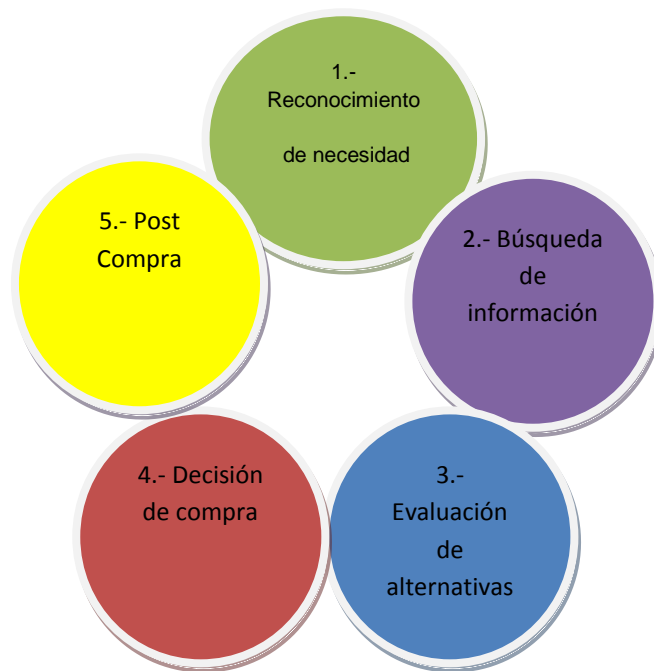 1.-
Reconocimiento
de necesidad
2.- Búsqueda
de
información
3.-
Evaluación
de
alternativas
4.- Decisión
de compra
5.- Post
Compra